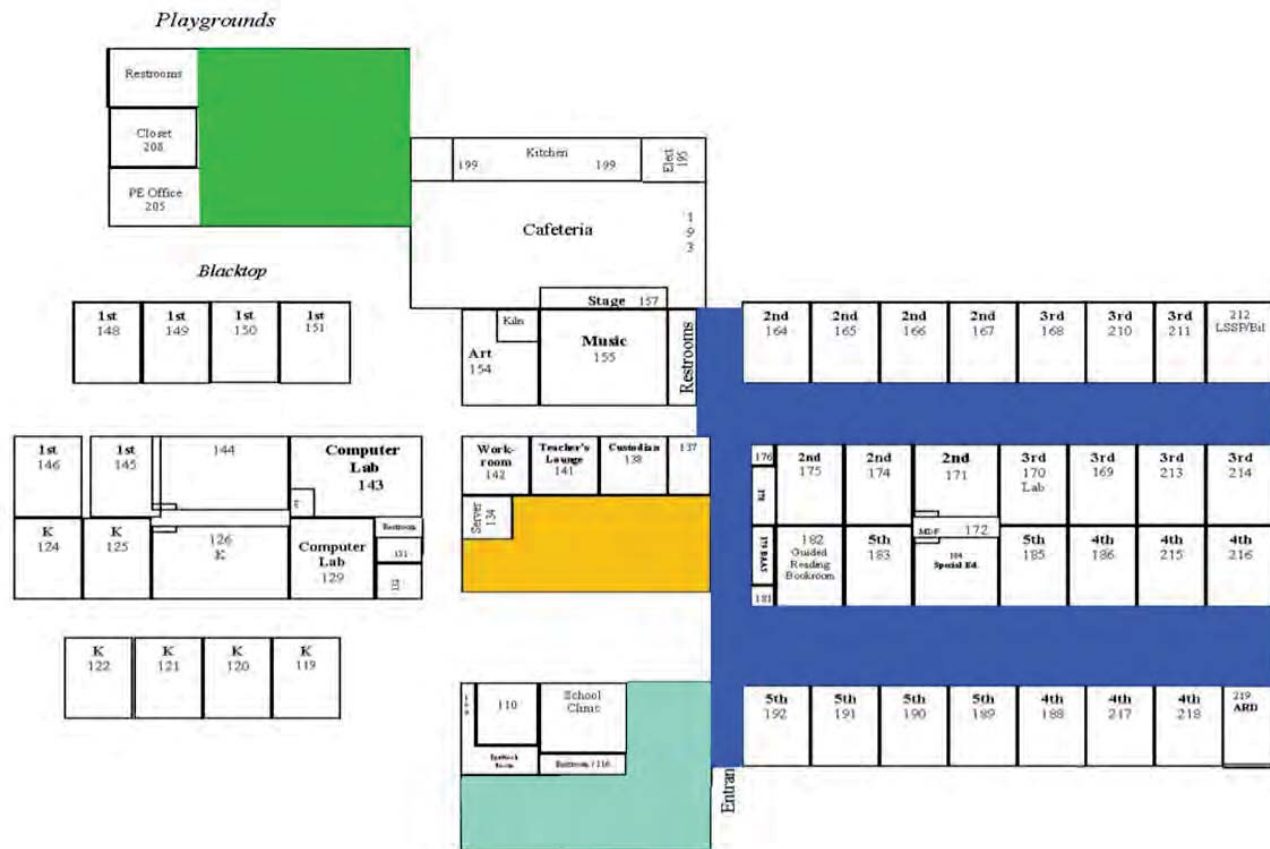 Playgrounds
Restrooms
Closet
208
PE Office
205
Kitchen
199
199
Elect
195
Cafeteria
1
9
3
Blacktop
Stage 157
1st
148
1st
149
1st
150
1st
151
Kiln
Art
154
Music
155
Restrooms
2nd
164
2nd
165
2nd
166
2nd
167
3rd
168
3rd
210
3rd
211
212
LSSP/Bil
1st
146
1st
145
144
Computer
Lab
143
Work-
room
142
Teacher's
Lounge
141
Custodian
138
137
176
2nd
175
2nd
174
2nd
171
3rd
170
Lab
3rd
169
3rd
213
3rd
214
Server
134
K
124
K
125
126
K
Computer
Lab
129
Restroom
131
MDF
172
182
Guided
Reading
Bookroom
5th
183
Special Ed.
5th
185
4th
186
4th
215
4th
216
181
K
122
K
121
K
120
K
119
110
School
Clinic
Restroom / 116
5th
192
5th
191
5th
190
5th
189
4th
188
4th
217
4th
218
219
ARD
Entran